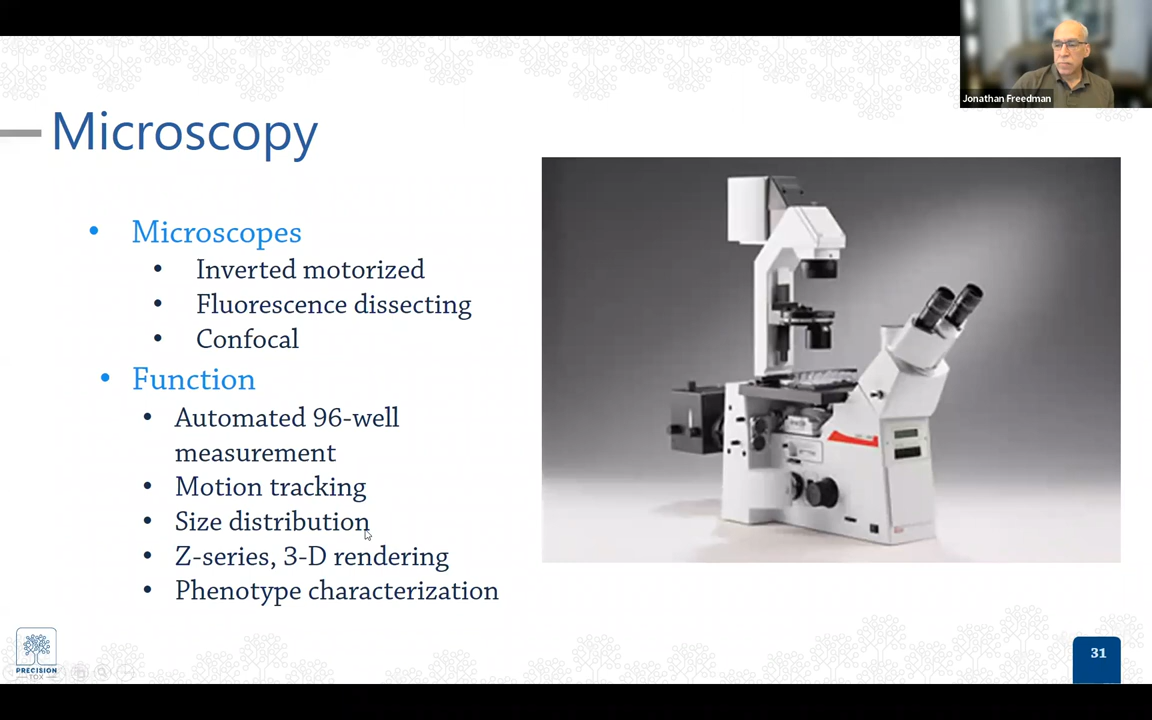 Jonathan Freedman
Microscopy
• Microscopes
• Inverted motorized
• Fluorescence dissecting
• Confocal
• Function
• Automated 96-well
measurement
• Motion tracking
• Size distribution
• Z-series, 3-D rendering
• Phenotype characterization
PRECISION
TOX
31